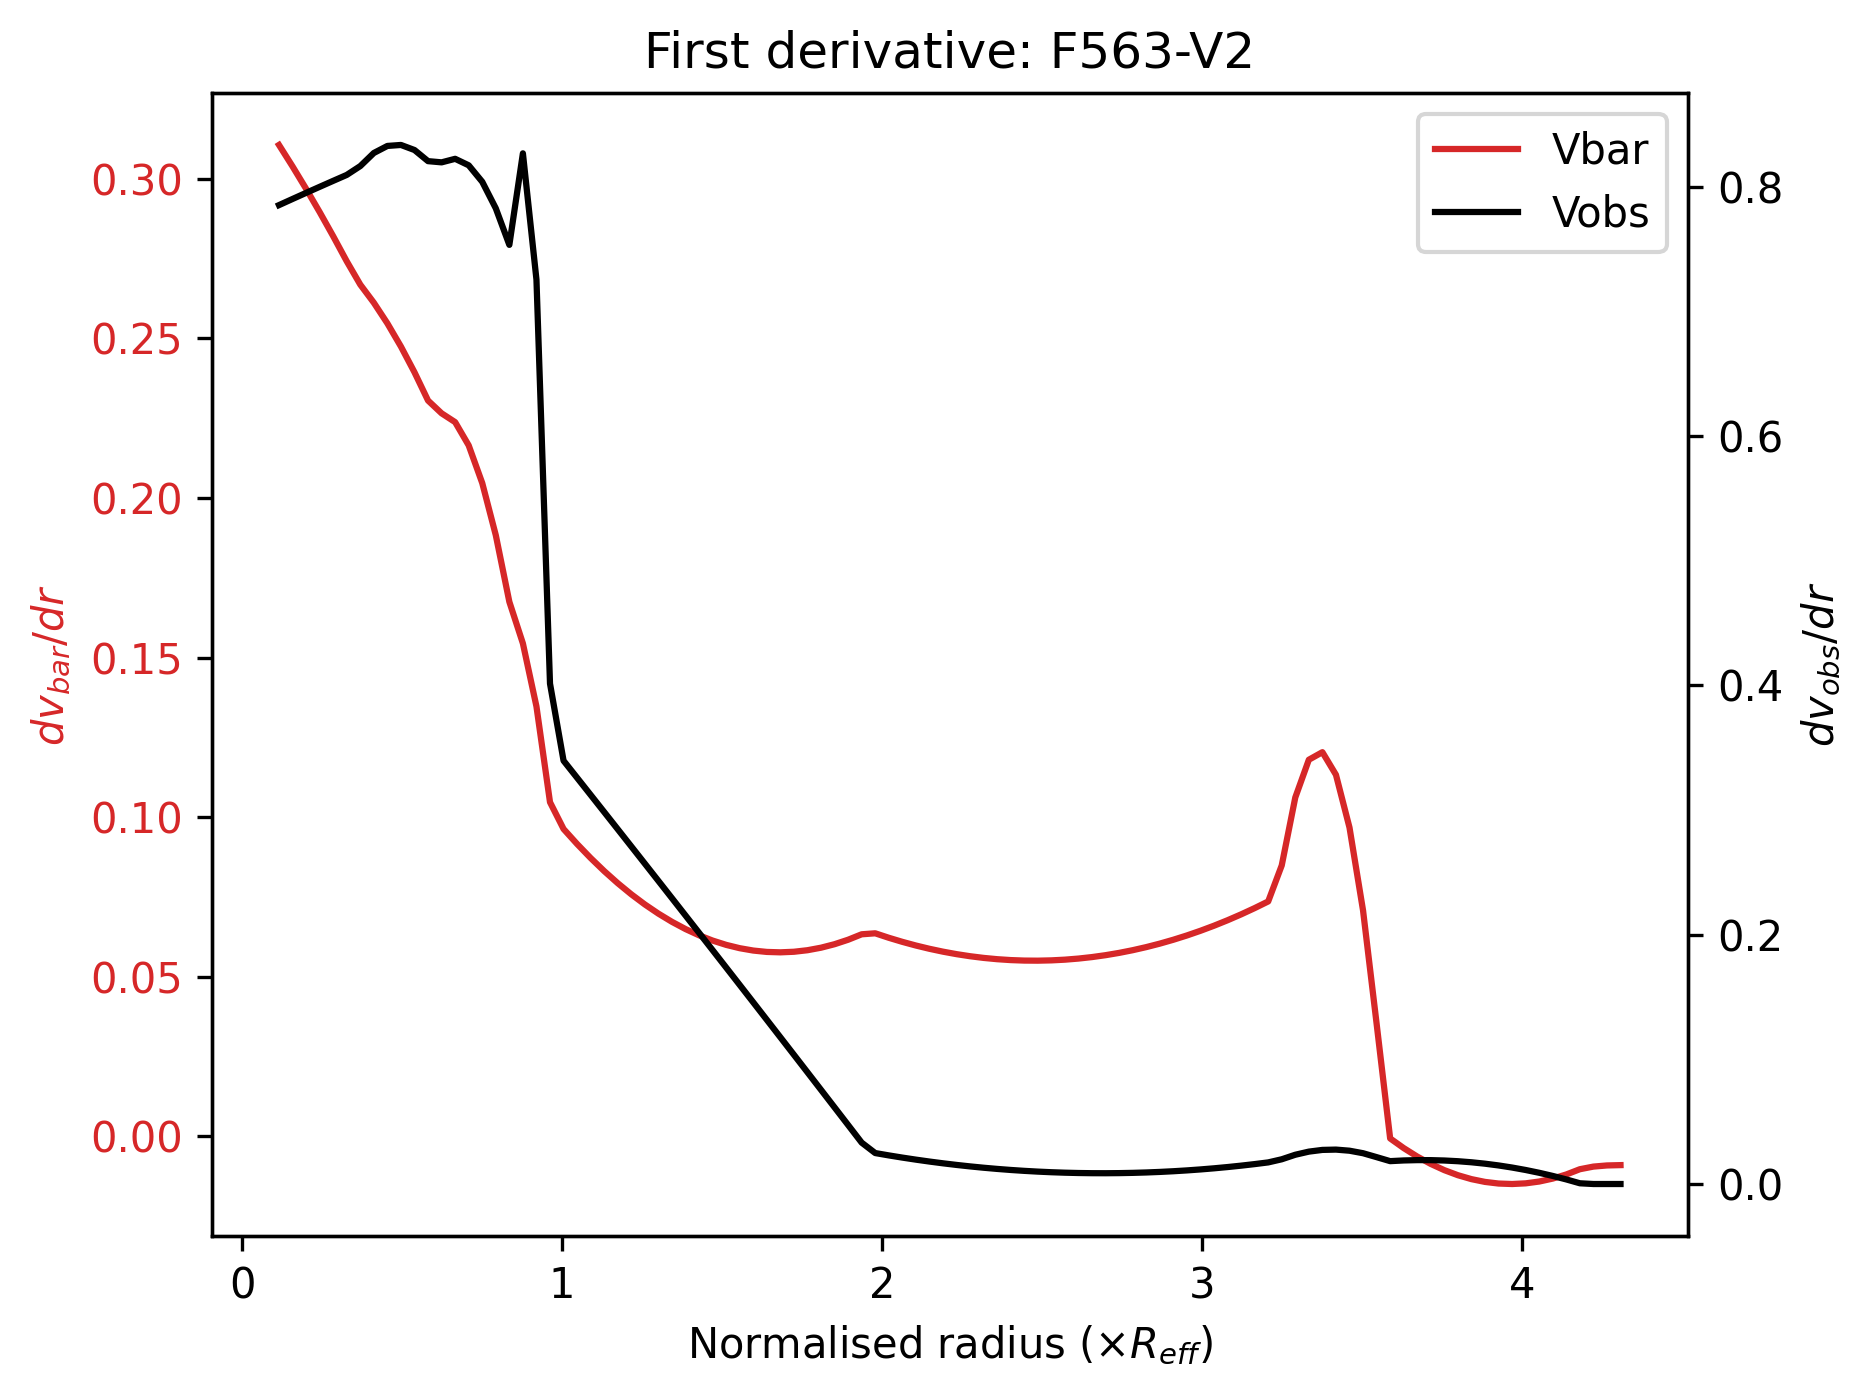 First derivative: F563-V2
Vbar
Vobs
0.30
0.25
0.20
0.15
0.10
0.05
0.00
dv_bar/dr
0.8
0.6
0.4
0.2
0.0
dv_obs/dr
0 1 2 3 4
Normalised radius (×R_eff)